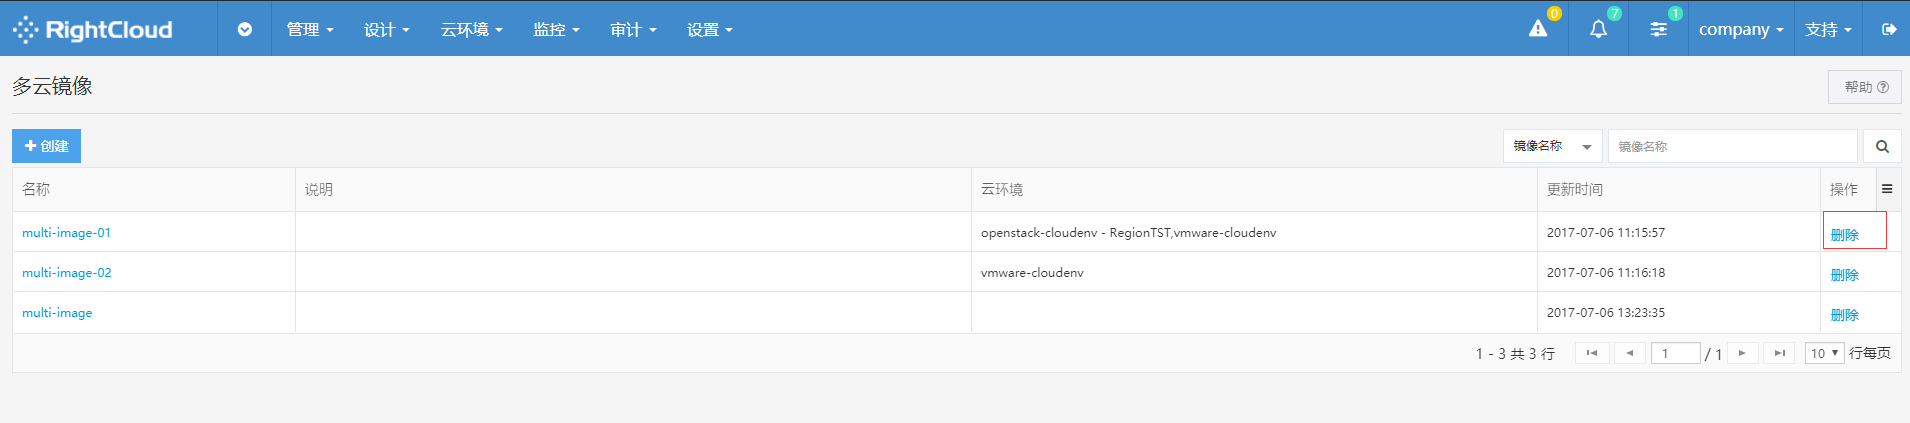 RightCloud 管理 设计 云环境 监控 审计 设置 0 7 1 company 支持
多云镜像 帮助
创建 镜像名称 镜像名称
名称 说明 云环境 更新时间 操作
multi-image-01 openstack-cloudenv - RegionTST,vmware-cloudenv 2017-07-06 11:15:57 删除
multi-image-02 vmware-cloudenv 2017-07-06 11:16:18 删除
multi-image 2017-07-06 13:23:35 删除
1 - 3 共 3 行 1 / 1 10 行每页